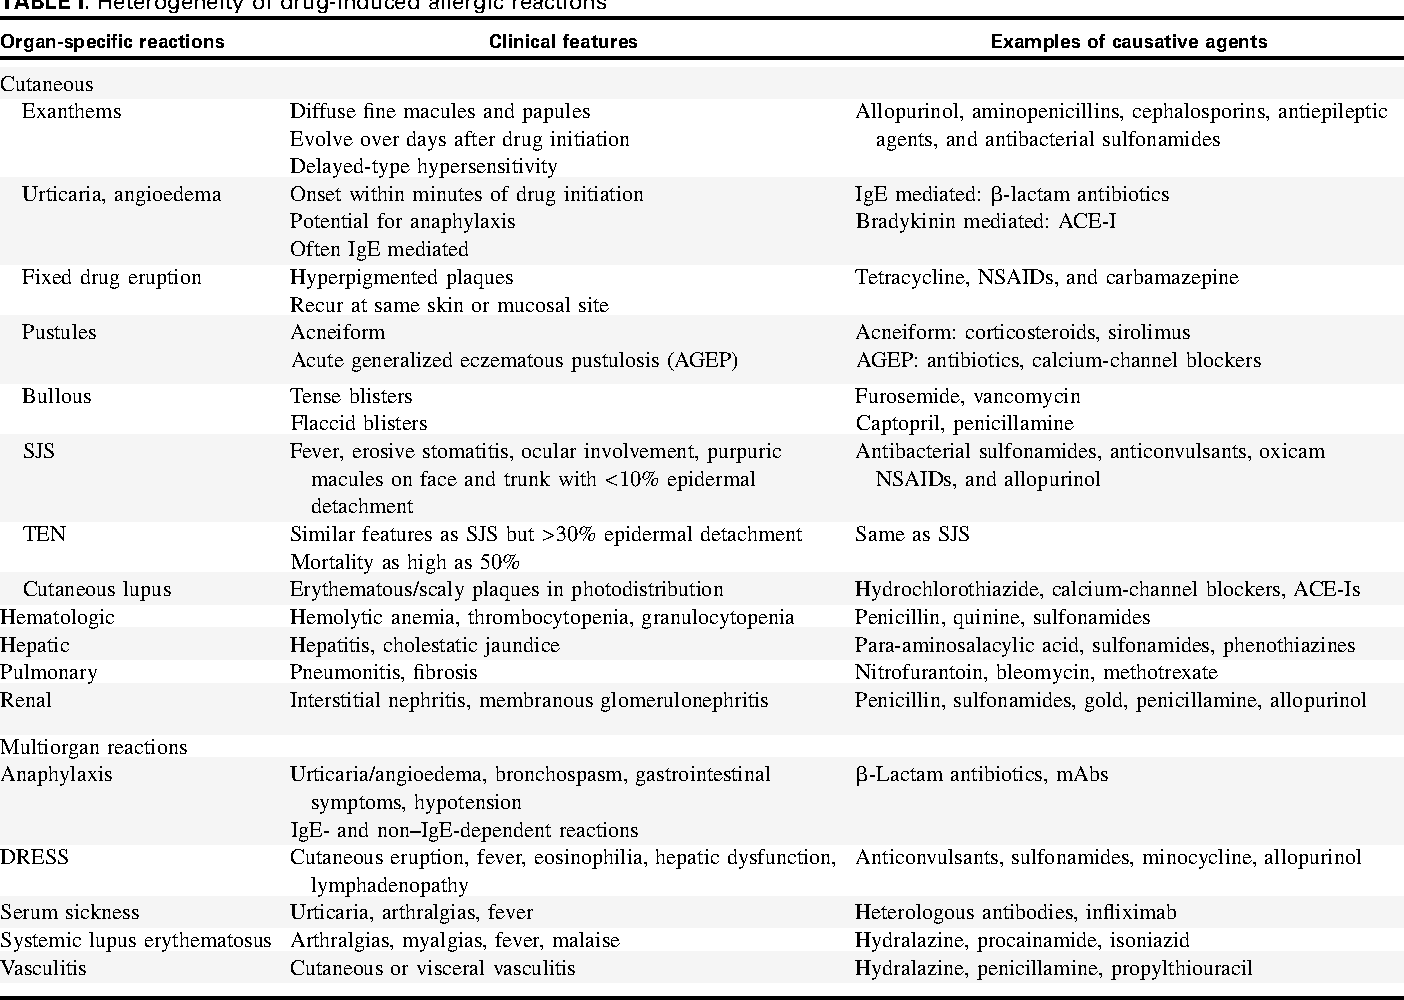 TABLE I. Heterogeneity of drug-induced allergic reactions
Organ-specific reactions Clinical features Examples of causative agents
Cutaneous
Exanthems Diffuse fine macules and papules Allopurinol, aminopenicillins, cephalosporins, antiepileptic
Evolve over days after drug initiation agents, and antibacterial sulfonamides
Delayed-type hypersensitivity
Urticaria, angioedema Onset within minutes of drug initiation IgE mediated: β-lactam antibiotics
Potential for anaphylaxis Bradykinin mediated: ACE-I
Often IgE mediated
Fixed drug eruption Hyperpigmented plaques Tetracycline, NSAIDs, and carbamazepine
Recur at same skin or mucosal site
Pustules Acneiform Acneiform: corticosteroids, sirolimus
Acute generalized eczematous pustulosis (AGEP) AGEP: antibiotics, calcium-channel blockers
Bullous Tense blisters Furosemide, vancomycin
Flaccid blisters Captopril, penicillamine
SJS Fever, erosive stomatitis, ocular involvement, purpuric Antibacterial sulfonamides, anticonvulsants, oxicam
macules on face and trunk with <10% epidermal NSAIDs, and allopurinol
detachment
TEN Similar features as SJS but >30% epidermal detachment Same as SJS
Mortality as high as 50%
Cutaneous lupus Erythematous/scaly plaques in photodistribution Hydrochlorothiazide, calcium-channel blockers, ACE-Is
Hematologic Hemolytic anemia, thrombocytopenia, granulocytopenia Penicillin, quinine, sulfonamides
Hepatic Hepatitis, cholestatic jaundice Para-aminosalacylic acid, sulfonamides, phenothiazines
Pulmonary Pneumonitis, fibrosis Nitrofurantoin, bleomycin, methotrexate
Renal Interstitial nephritis, membranous glomerulonephritis Penicillin, sulfonamides, gold, penicillamine, allopurinol
Multiorgan reactions
Anaphylaxis Urticaria/angioedema, bronchospasm, gastrointestinal β-Lactam antibiotics, mAbs
symptoms, hypotension
IgE- and non–IgE-dependent reactions
DRESS Cutaneous eruption, fever, eosinophilia, hepatic dysfunction, Anticonvulsants, sulfonamides, minocycline, allopurinol
lymphadenopathy
Serum sickness Urticaria, arthralgias, fever Heterologous antibodies, infliximab
Systemic lupus erythematosus Arthralgias, myalgias, fever, malaise Hydralazine, procainamide, isoniazid
Vasculitis Cutaneous or visceral vasculitis Hydralazine, penicillamine, propylthiouracil